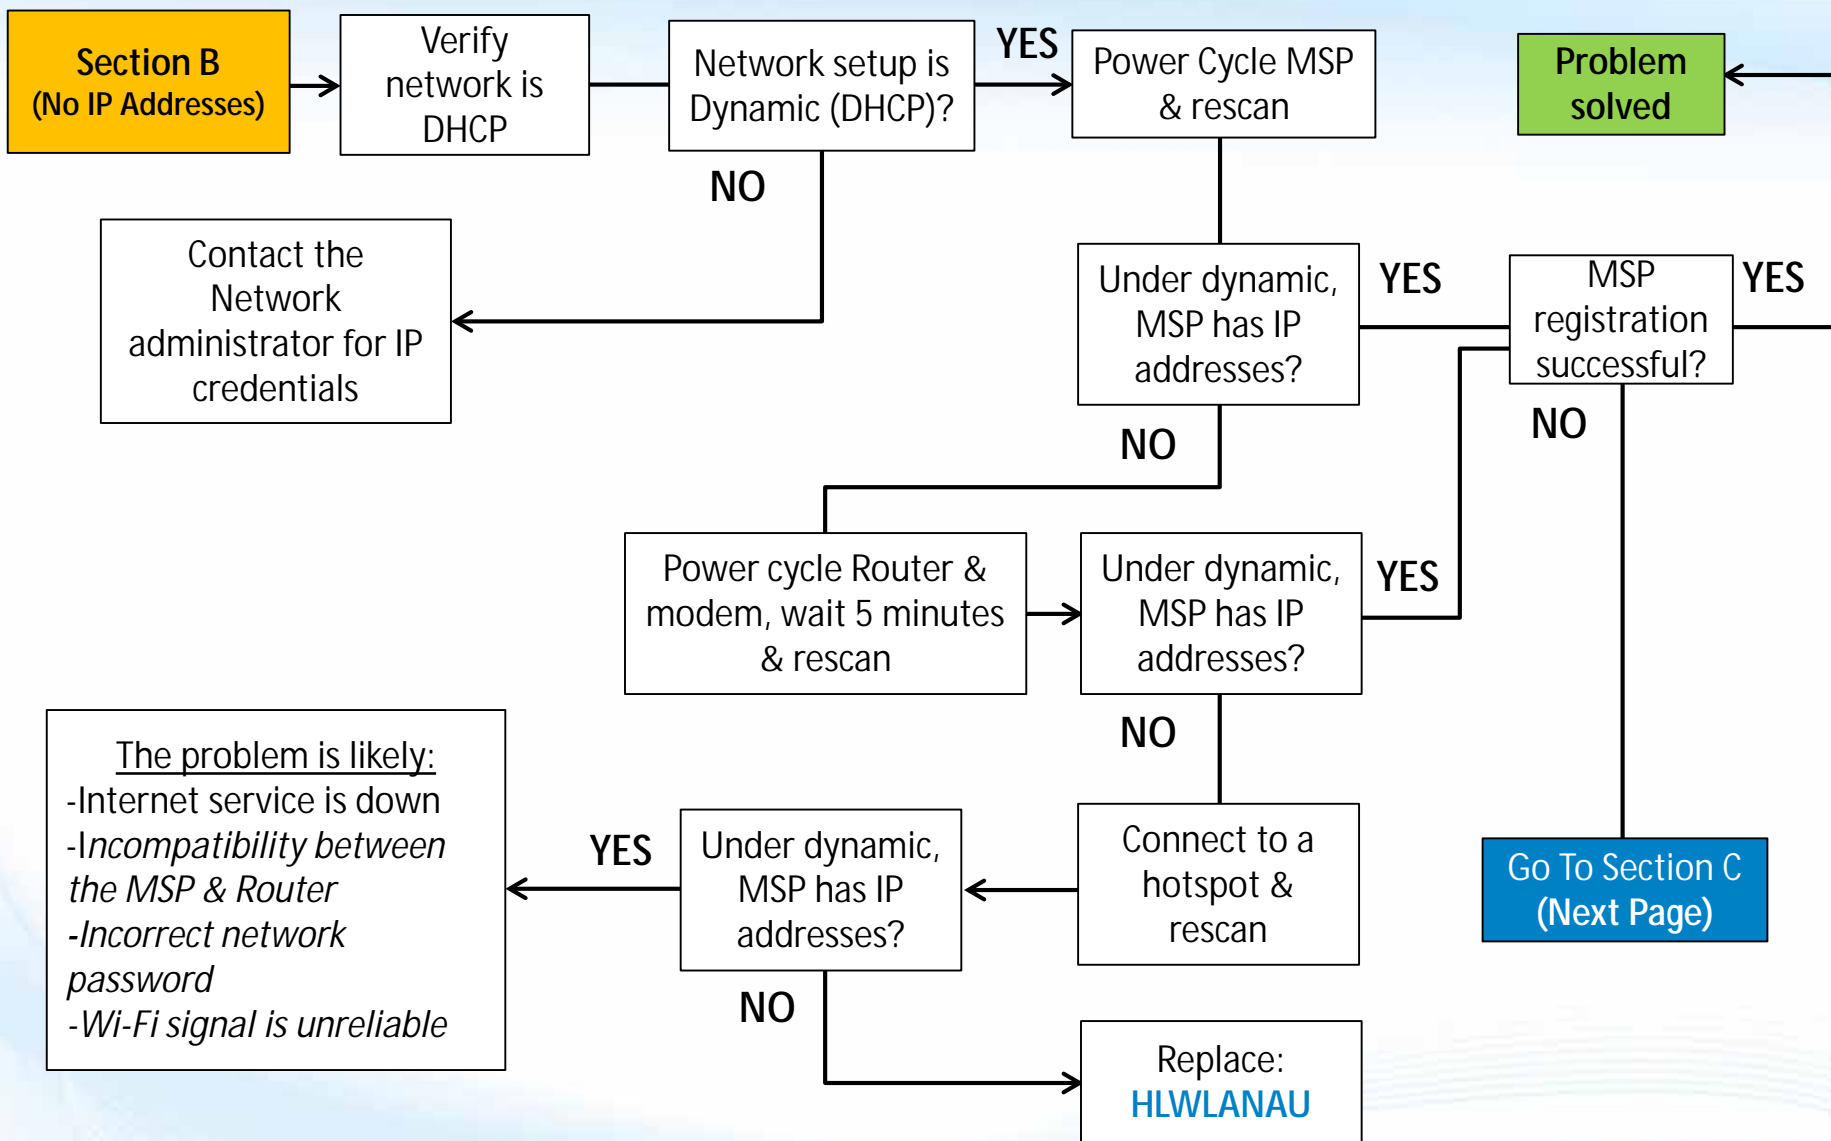 Section B
(No IP Addresses)
Verify
network is
DHCP
Network setup is
Dynamic (DHCP)?
YES
Power Cycle MSP
& rescan
Problem
solved
NO
Contact the
Network
administrator for IP
credentials
Under dynamic,
MSP has IP
addresses?
YES
MSP
registration
successful?
YES
NO
NO
Power cycle Router &
modem, wait 5 minutes
& rescan
Under dynamic,
MSP has IP
addresses?
YES
NO
The problem is likely:
-Internet service is down
-Incompatibility between
the MSP & Router
-Incorrect network
password
-Wi-Fi signal is unreliable
YES
Under dynamic,
MSP has IP
addresses?
Connect to a
hotspot &
rescan
Go To Section C
(Next Page)
NO
Replace:
HLWLANAU